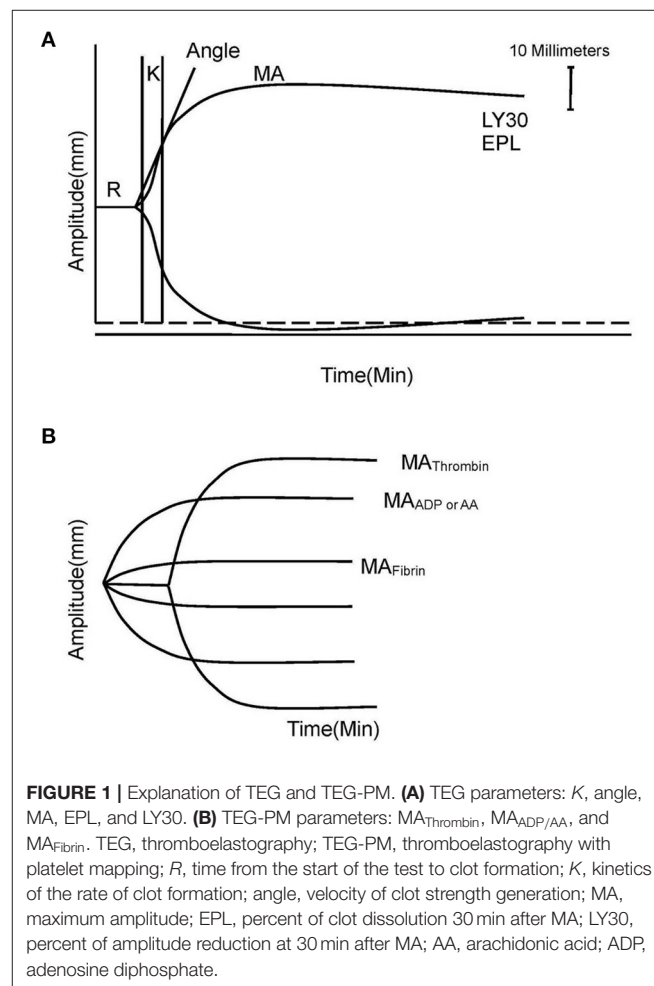 A
Angle
K
MA
10 Millimeters
LY30
EPL
R
Amplitude(mm)
Time(Min)
B
MAThrombin
MAADP or AA
MAFibrin
Amplitude(mm)
Time(Min)
FIGURE 1 | Explanation of TEG and TEG-PM. (A) TEG parameters: K, angle,
MA, EPL, and LY30. (B) TEG-PM parameters: MAThrombin, MAADP/AA, and
MAFibrin. TEG, thromboelastography; TEG-PM, thromboelastography with
platelet mapping; R, time from the start of the test to clot formation; K, kinetics
of the rate of clot formation; angle, velocity of clot strength generation; MA,
maximum amplitude; EPL, percent of clot dissolution 30 min after MA; LY30,
percent of amplitude reduction at 30 min after MA; AA, arachidonic acid; ADP,
adenosine diphosphate.